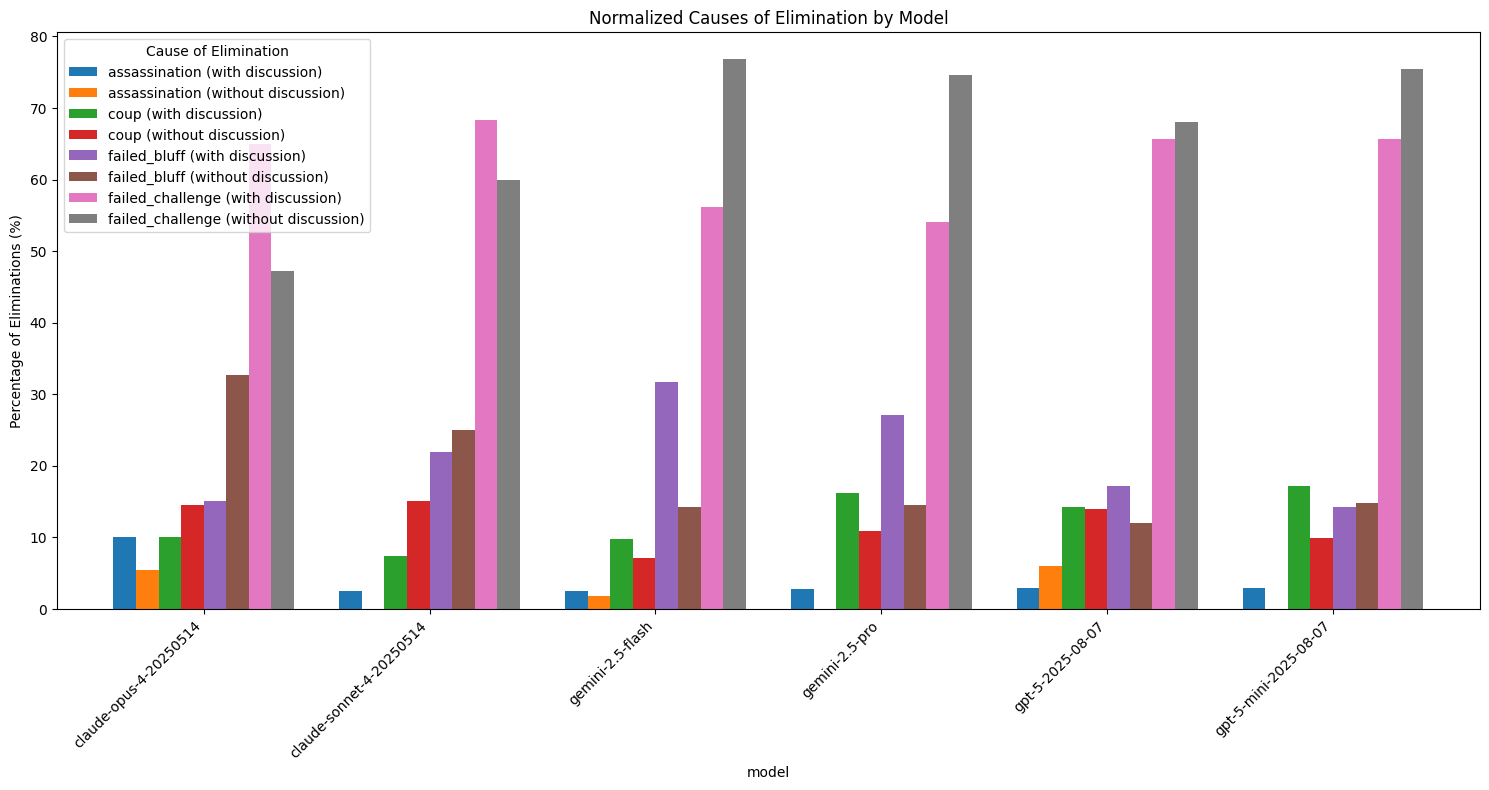 Normalized Causes of Elimination by Model
80
70
60
50
40
30
20
10
0
Percentage of Eliminations (%)
Cause of Elimination
assassination (with discussion)
assassination (without discussion)
coup (with discussion)
coup (without discussion)
failed_bluff (with discussion)
failed_bluff (without discussion)
failed_challenge (with discussion)
failed_challenge (without discussion)
claude-opus-4-20250514
claude-sonnet-4-20250514
gemini-2.5-flash
gemini-2.5-pro
gpt-5-2025-08-07
gpt-5-mini-2025-08-07
model